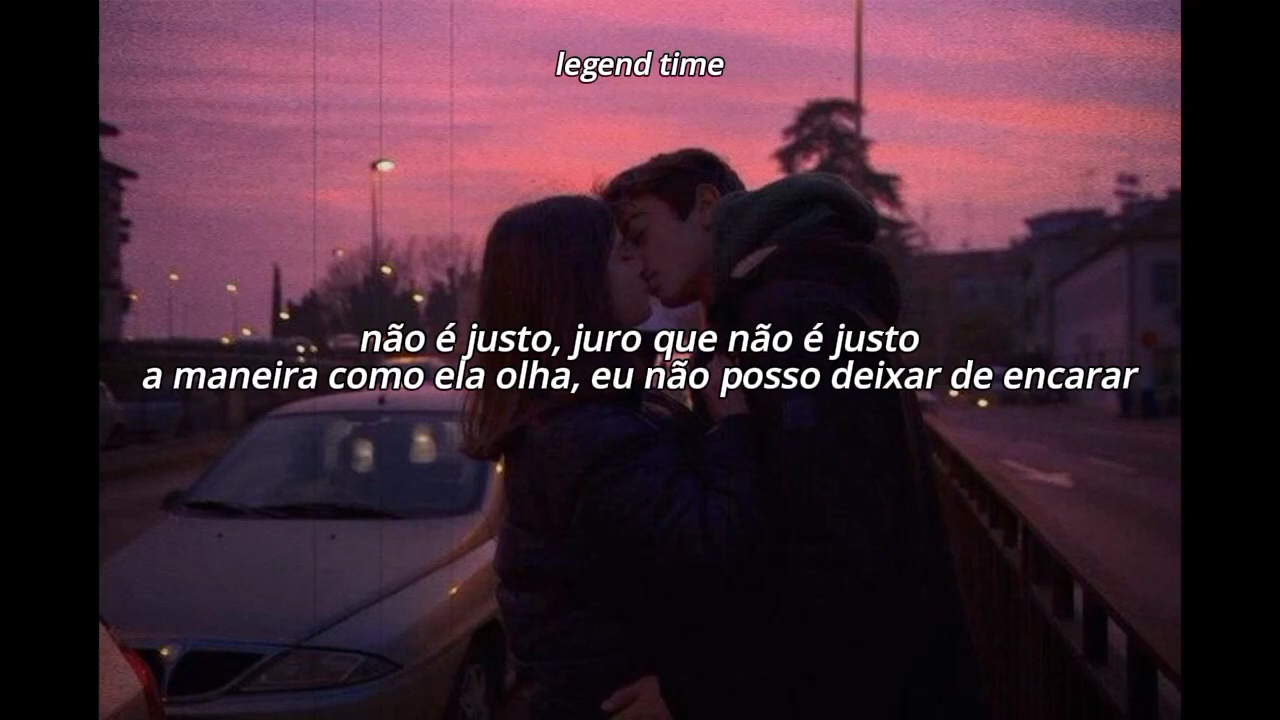 legend time
não é justo, juro que não é justo
a maneira como ela olha, eu não posso deixar de encarar